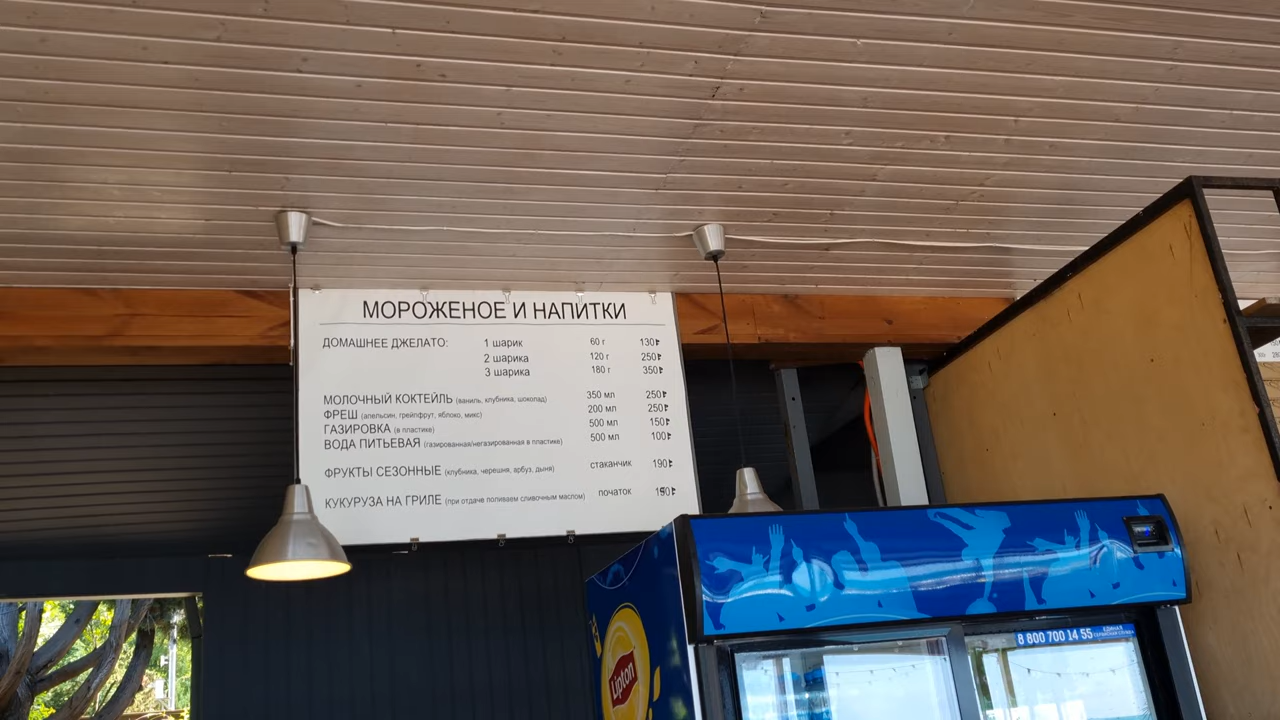 МОРОЖЕНОЕ И НАПИТКИ
ДОМАШНЕЕ ДЖЕЛАТО: 1 шарик 60 г 130₽
2 шарика 120 г 250₽
3 шарика 180 г 350₽
МОЛОЧНЫЙ КОКТЕЙЛЬ (ваниль, клубника, шоколад) 350 мл 250₽
ФРЕШ (апельсин, грейпфрут, яблоко, микс) 200 мл 250₽
ГАЗИРОВКА (в пластике) 500 мл 150₽
ВОДА ПИТЬЕВАЯ (газированная/негазированная в пластике) 500 мл 100₽
ФРУКТЫ СЕЗОННЫЕ (клубника, черешня, арбуз, дыня) стаканчик 190₽
КУКУРУЗА НА ГРИЛЕ (при отдаче поливаем сливочным маслом) початок
Lipton
8 800 700 14 55 ЕДИНАЯ
СЕРВИСНАЯ СЛУЖБА